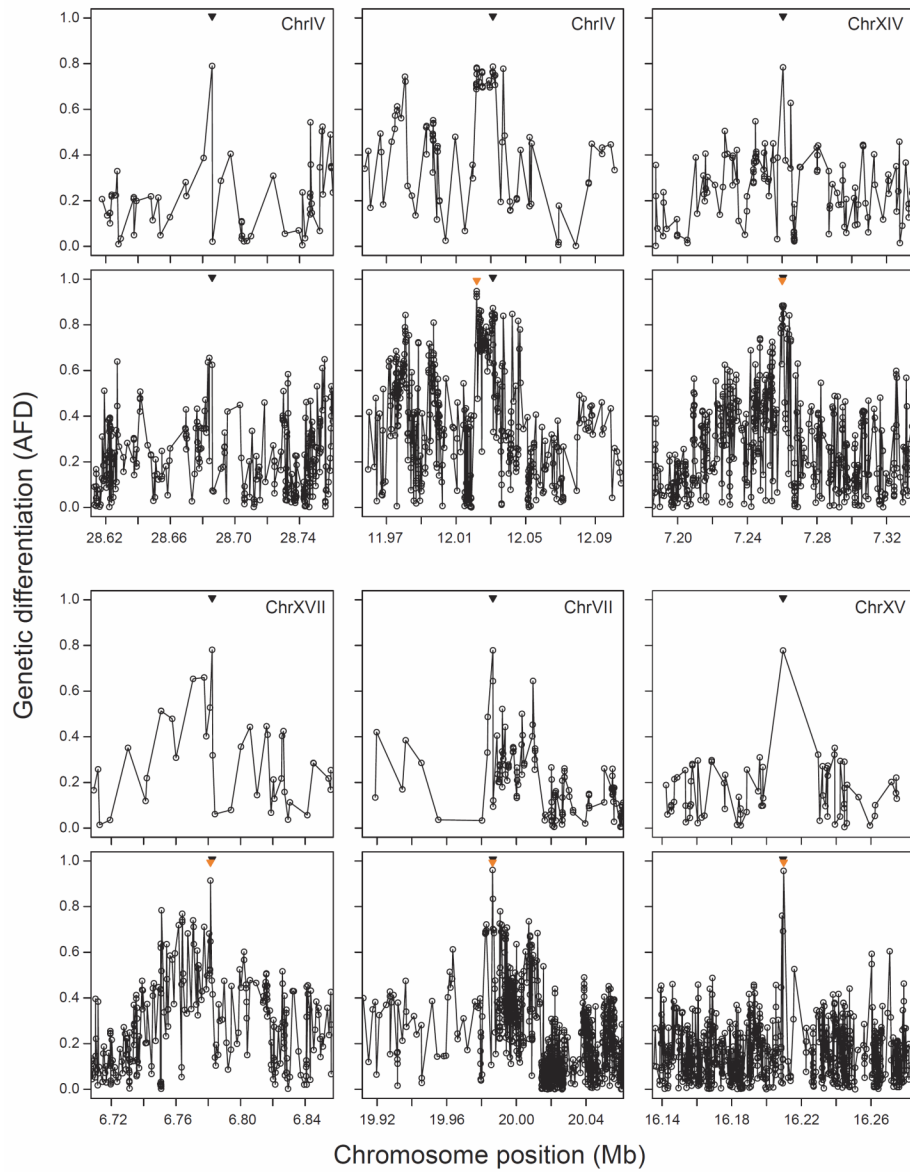 ChrIV
ChrIV
ChrXIV
1.0
0.8
0.6
0.4
0.2
0.0
1.0
0.8
0.6
0.4
0.2
0.0
28.62 28.66 28.70 28.74
11.97 12.01 12.05 12.09
7.20 7.24 7.28 7.32
Genetic differentiation (AFD)
ChrXVII
ChrVII
ChrXV
1.0
0.8
0.6
0.4
0.2
0.0
1.0
0.8
0.6
0.4
0.2
0.0
6.72 6.76 6.80 6.84
19.92 19.96 20.00 20.04
16.14 16.18 16.22 16.26
Chromosome position (Mb)